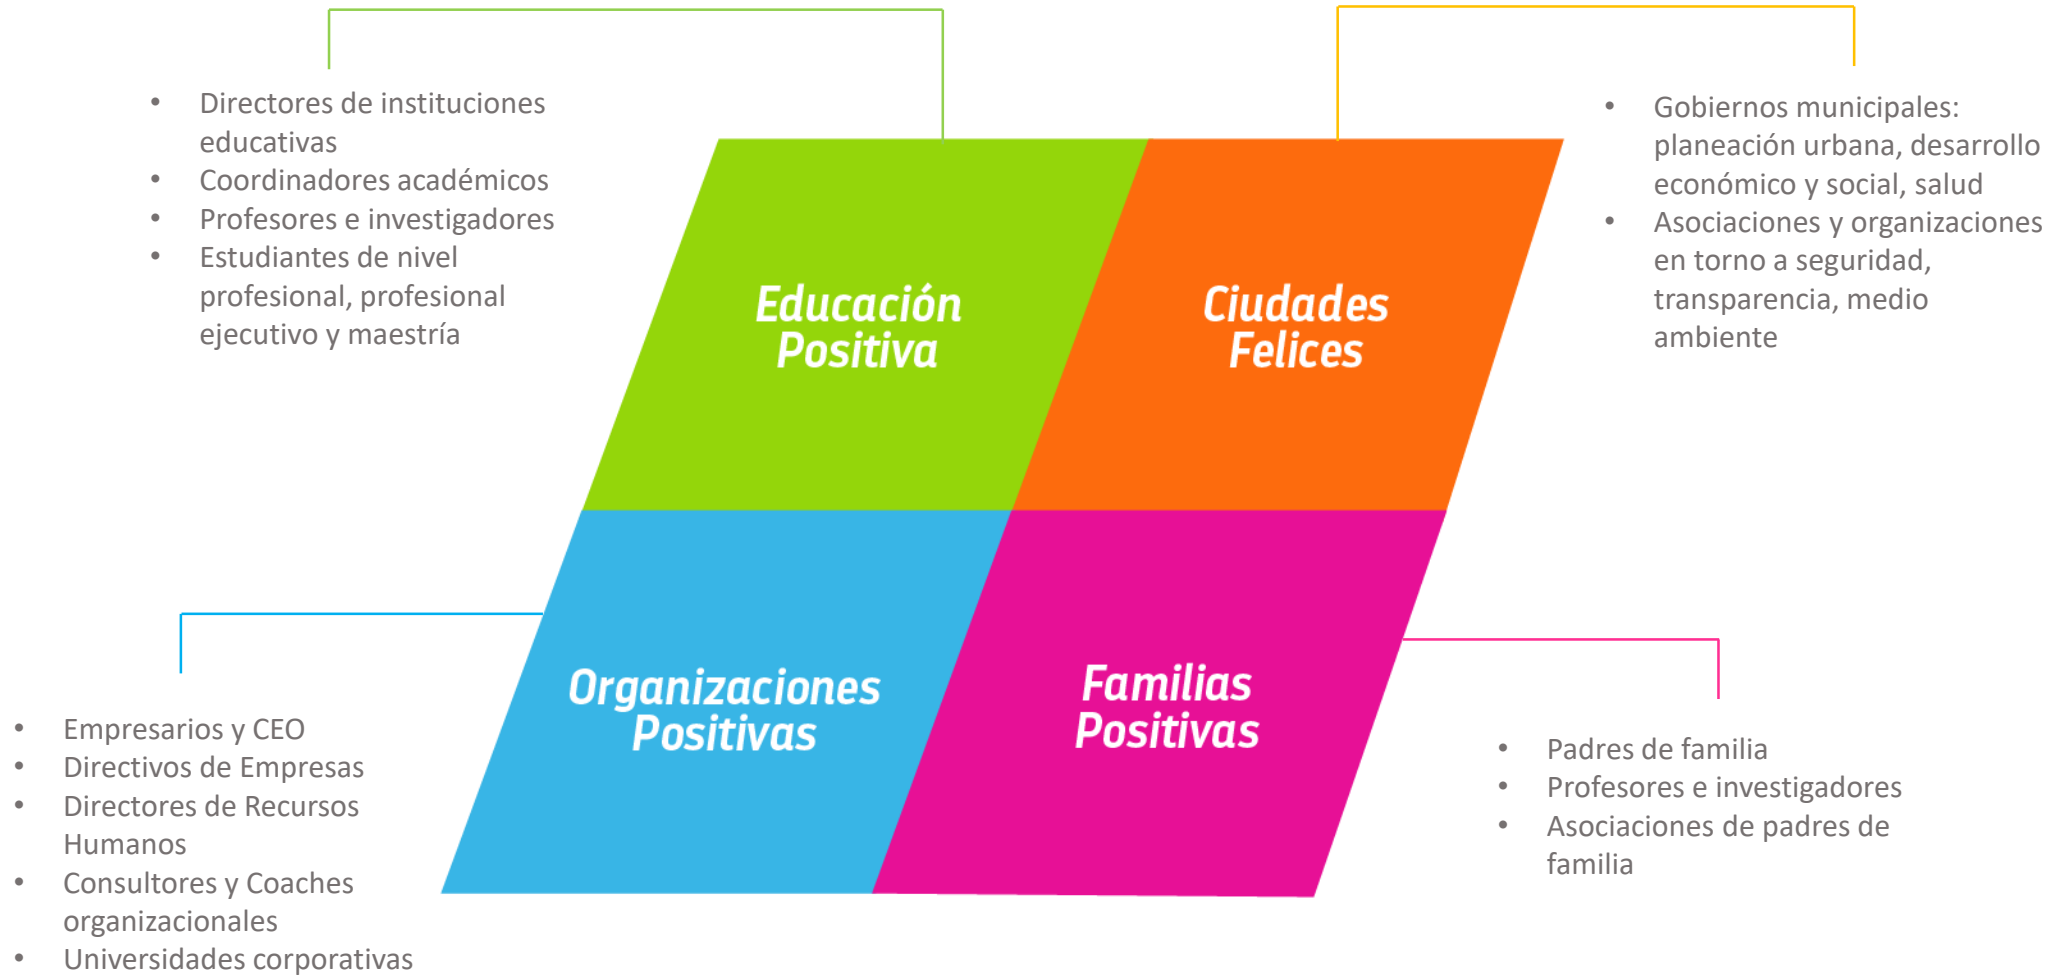 • Directores de instituciones
educativas
• Coordinadores académicos
• Profesores e investigadores
• Estudiantes de nivel
profesional, profesional
ejecutivo y maestría
• Gobiernos municipales:
planeación urbana, desarrollo
económico y social, salud
• Asociaciones y organizaciones
en torno a seguridad,
transparencia, medio
ambiente
Educación
Positiva
Ciudades
Felices
Organizaciones
Positivas
Familias
Positivas
• Empresarios y CEO
• Directivos de Empresas
• Directores de Recursos
Humanos
• Consultores y Coaches
organizacionales
• Universidades corporativas
• Padres de familia
• Profesores e investigadores
• Asociaciones de padres de
familia